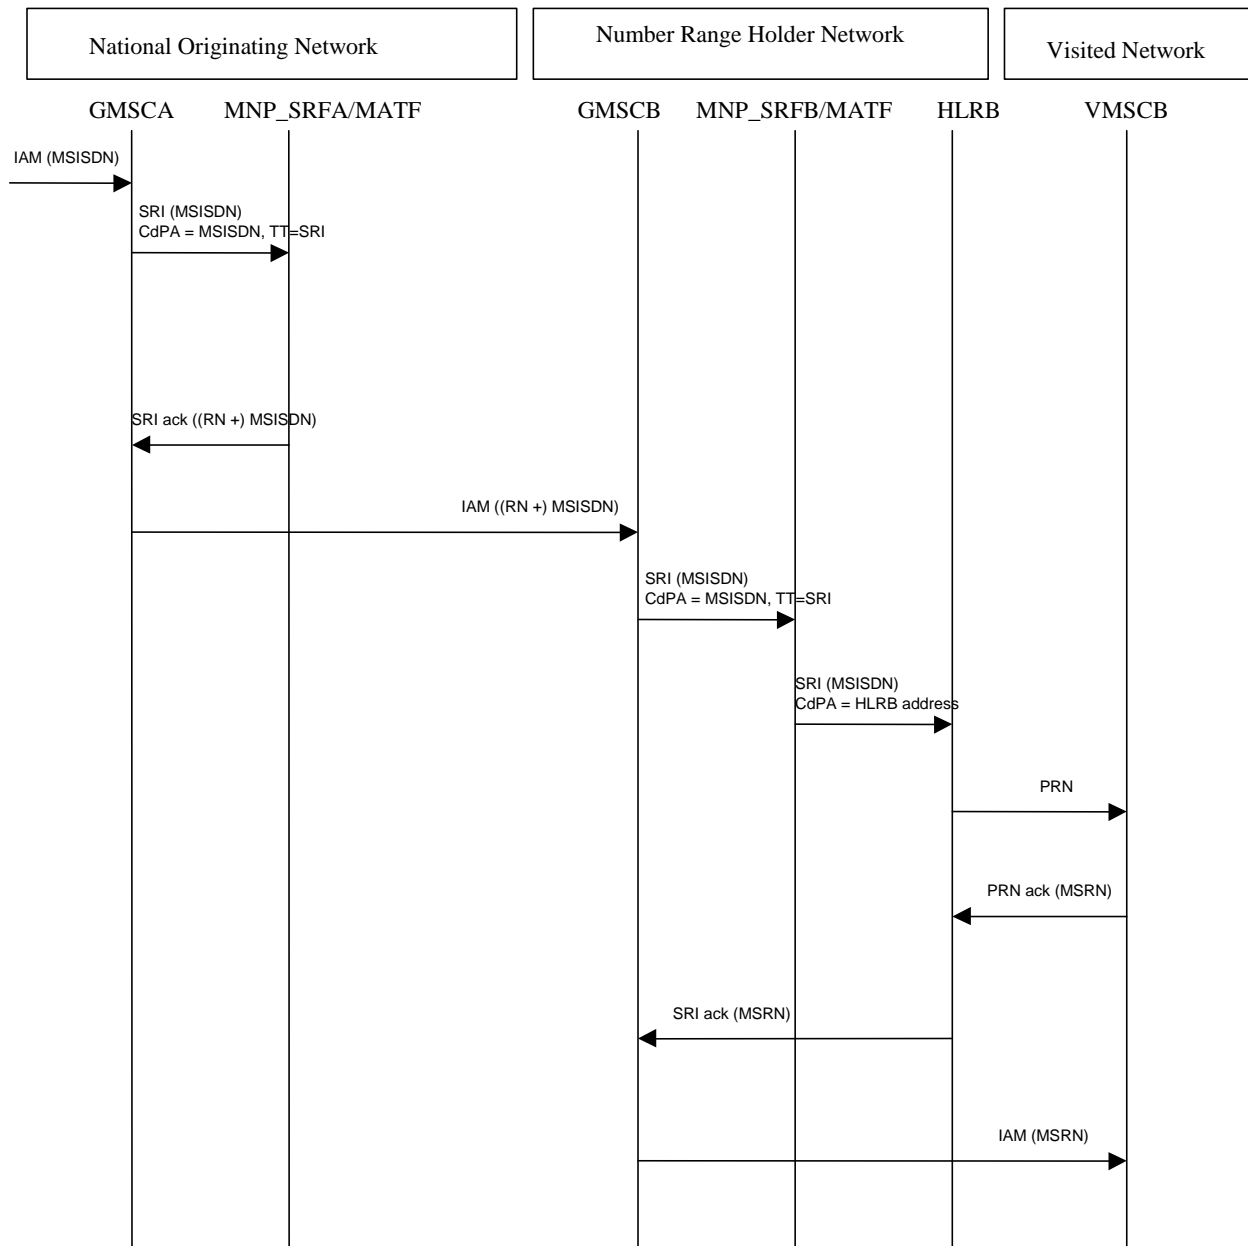 National Originating Network
Number Range Holder Network
Visited Network
GMSCA
MNP_SRFA/MATF
GMSCB
MNP_SRFB/MATF
HLRB
VMSCB
IAM (MSISDN)
SRI (MSISDN)
CdPA = MSISDN, TT=SRI
SRI ack ((RN +) MSISDN)
IAM ((RN +) MSISDN)
SRI (MSISDN)
CdPA = MSISDN, TT=SRI
SRI (MSISDN)
CdPA = HLRB address
PRN
PRN ack (MSRN)
SRI ack (MSRN)
IAM (MSRN)